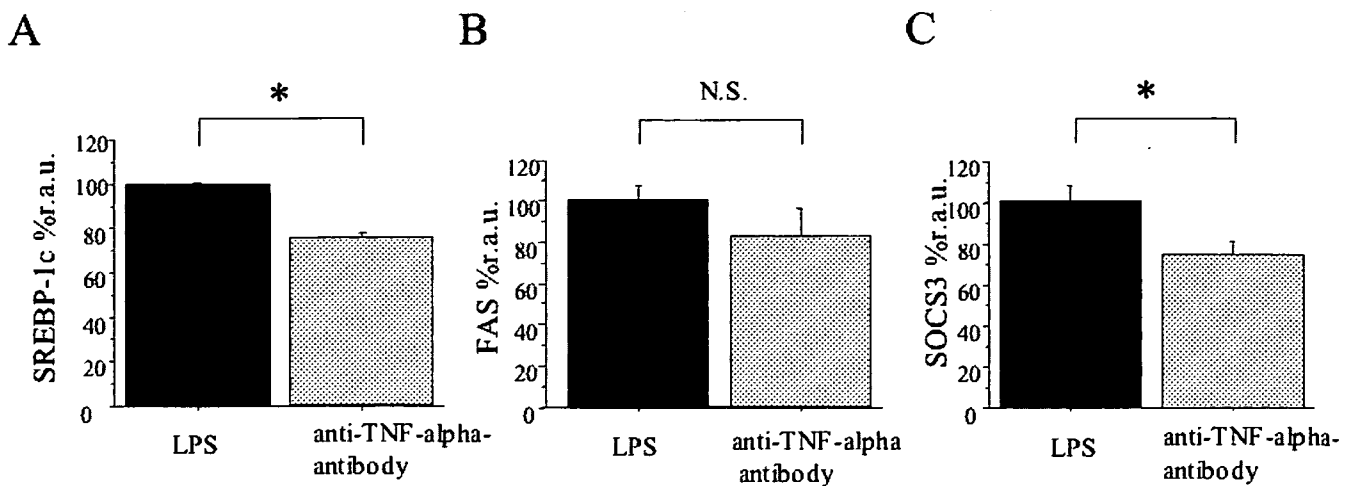 A
*
SREBP-1c %r.a.u.
120
100
80
60
40
20
0
LPS
anti-TNF-alpha-
antibody
B
N.S.
FAS %r.a.u.
120
100
80
60
40
20
0
LPS
anti-TNF-alpha
antibody
C
*
SOCS3 %r.a.u.
120
100
80
60
40
20
0
LPS
anti-TNF-alpha-
antibody